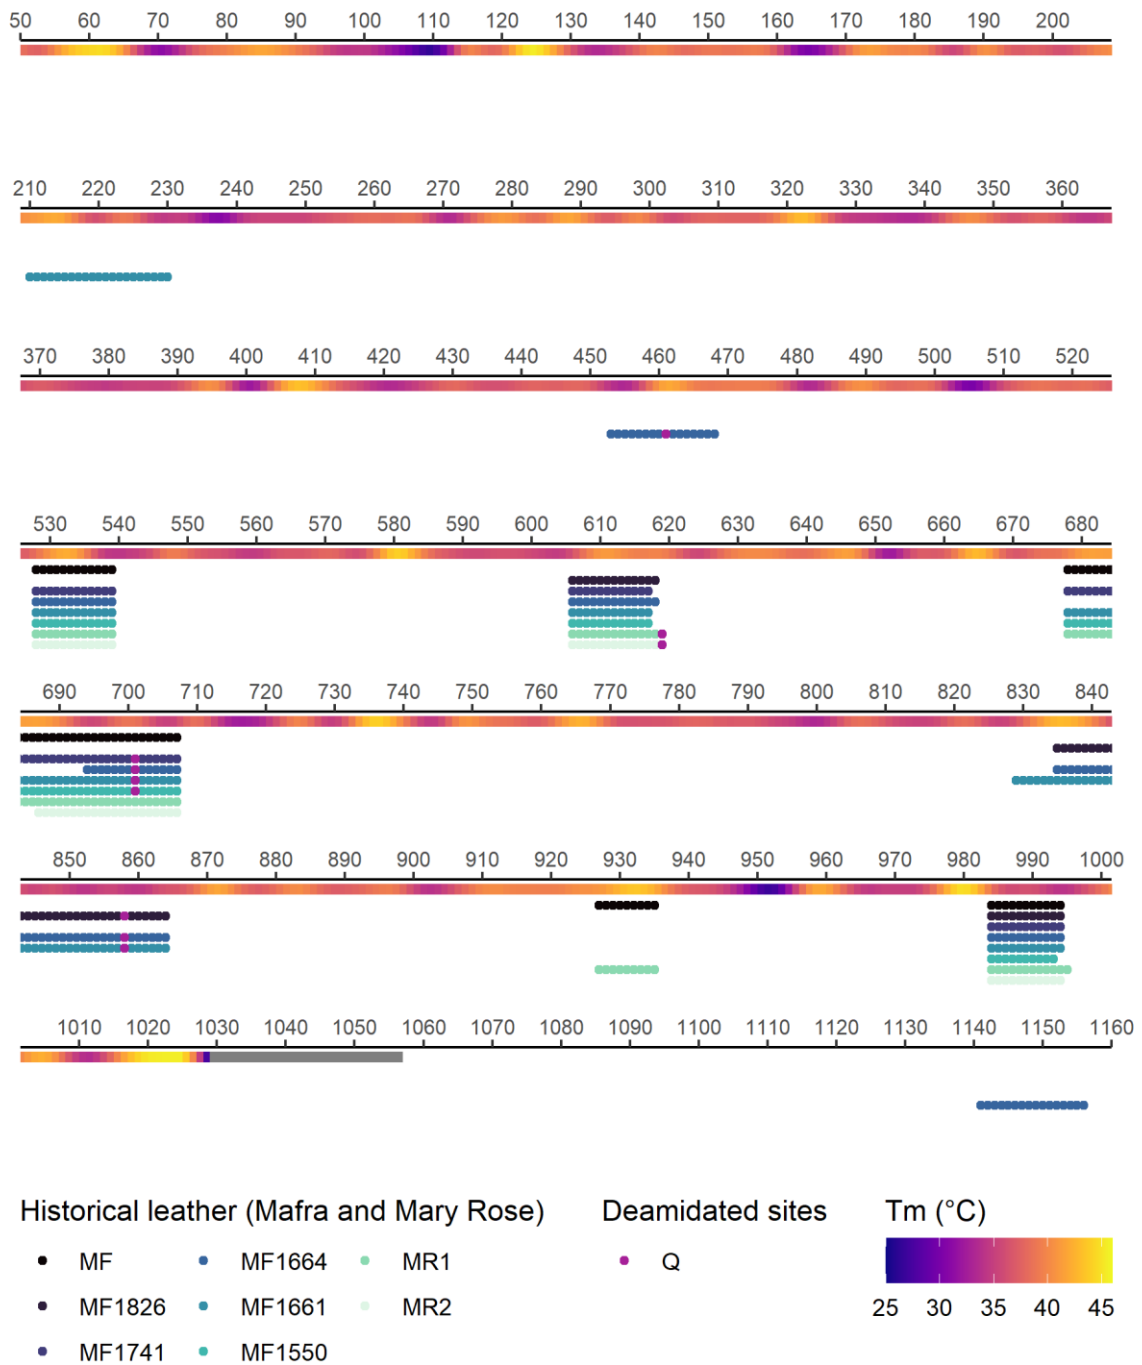 50 60 70 80 90 100 110 120 130 140 150 160 170 180 190 200
210 220 230 240 250 260 270 280 290 300 310 320 330 340 350 360
370 380 390 400 410 420 430 440 450 460 470 480 490 500 510 520
530 540 550 560 570 580 590 600 610 620 630 640 650 660 670 680
690 700 710 720 730 740 750 760 770 780 790 800 810 820 830 840
850 860 870 880 890 900 910 920 930 940 950 960 970 980 990 1000
1010 1020 1030 1040 1050 1060 1070 1080 1090 1100 1110 1120 1130 1140 1150 1160
Historical leather (Mafra and Mary Rose) Deamidated sites Tm (°C)
MF MF1664 MR1 Q
25 30 35 40 45
MF1826 MF1661 MR2
MF1741 MF1550